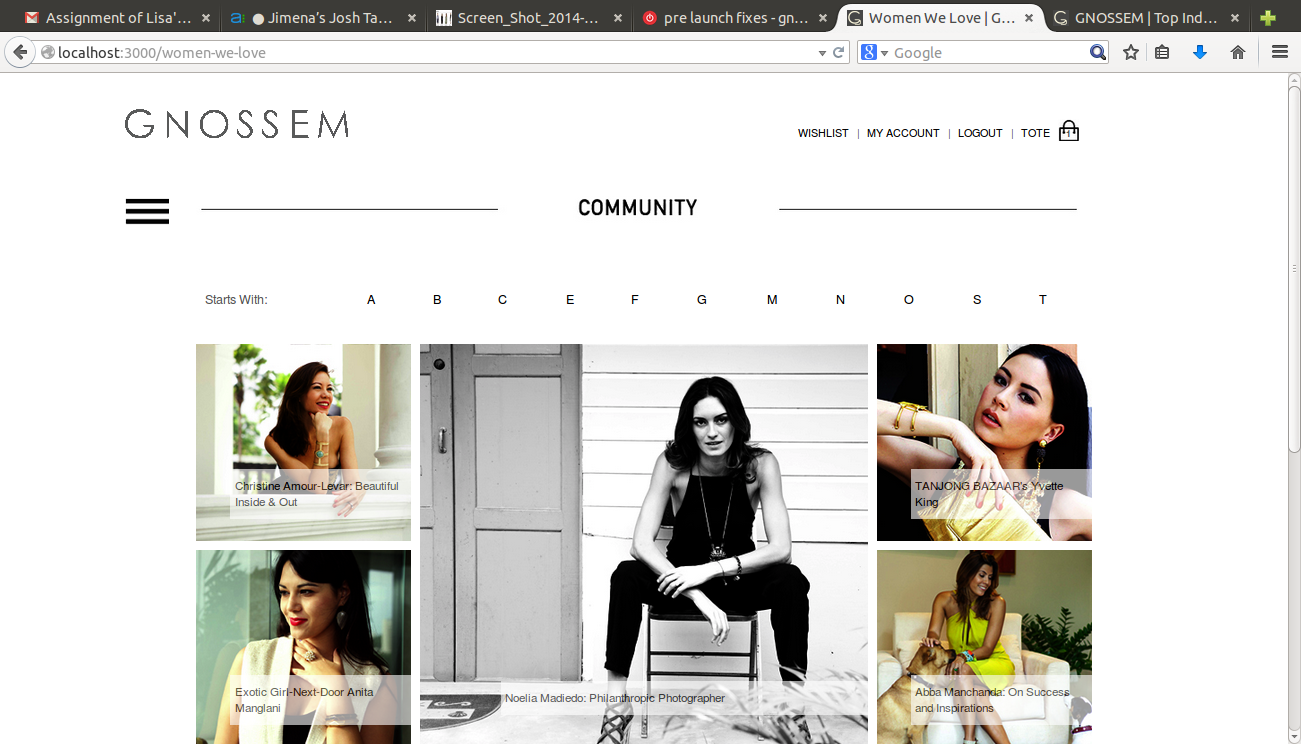 Assignment of Lisa'...
Jimena's Josh Ta...
Screen_Shot_2014-...
pre launch fixes - gn...
Women We Love | G...
GNOSSEM | Top Ind...
localhost:3000/women-we-love
Google
GNOSSEM
WISHLIST | MY ACCOUNT | LOGOUT | TOTE 1
COMMUNITY
Starts With: A B C E F G M N O S T
Christine Amour-Levar: Beautiful
Inside & Out
TANJONG BAZAAR's Yvette
King
Exotic Girl-Next-Door Anita
Manglani
Noelia Madiedo: Philanthropic Photographer
Abba Manchanda: On Success
and Inspirations